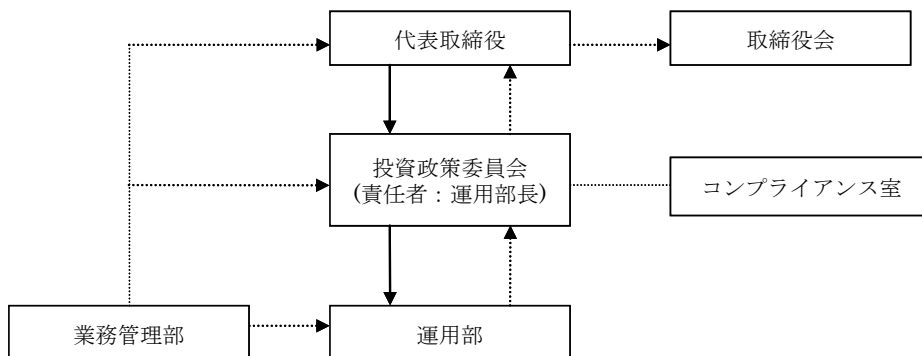 代表取締役
取締役会
投資政策委員会
(責任者：運用部長)
コンプライアンス室
業務管理部
運用部